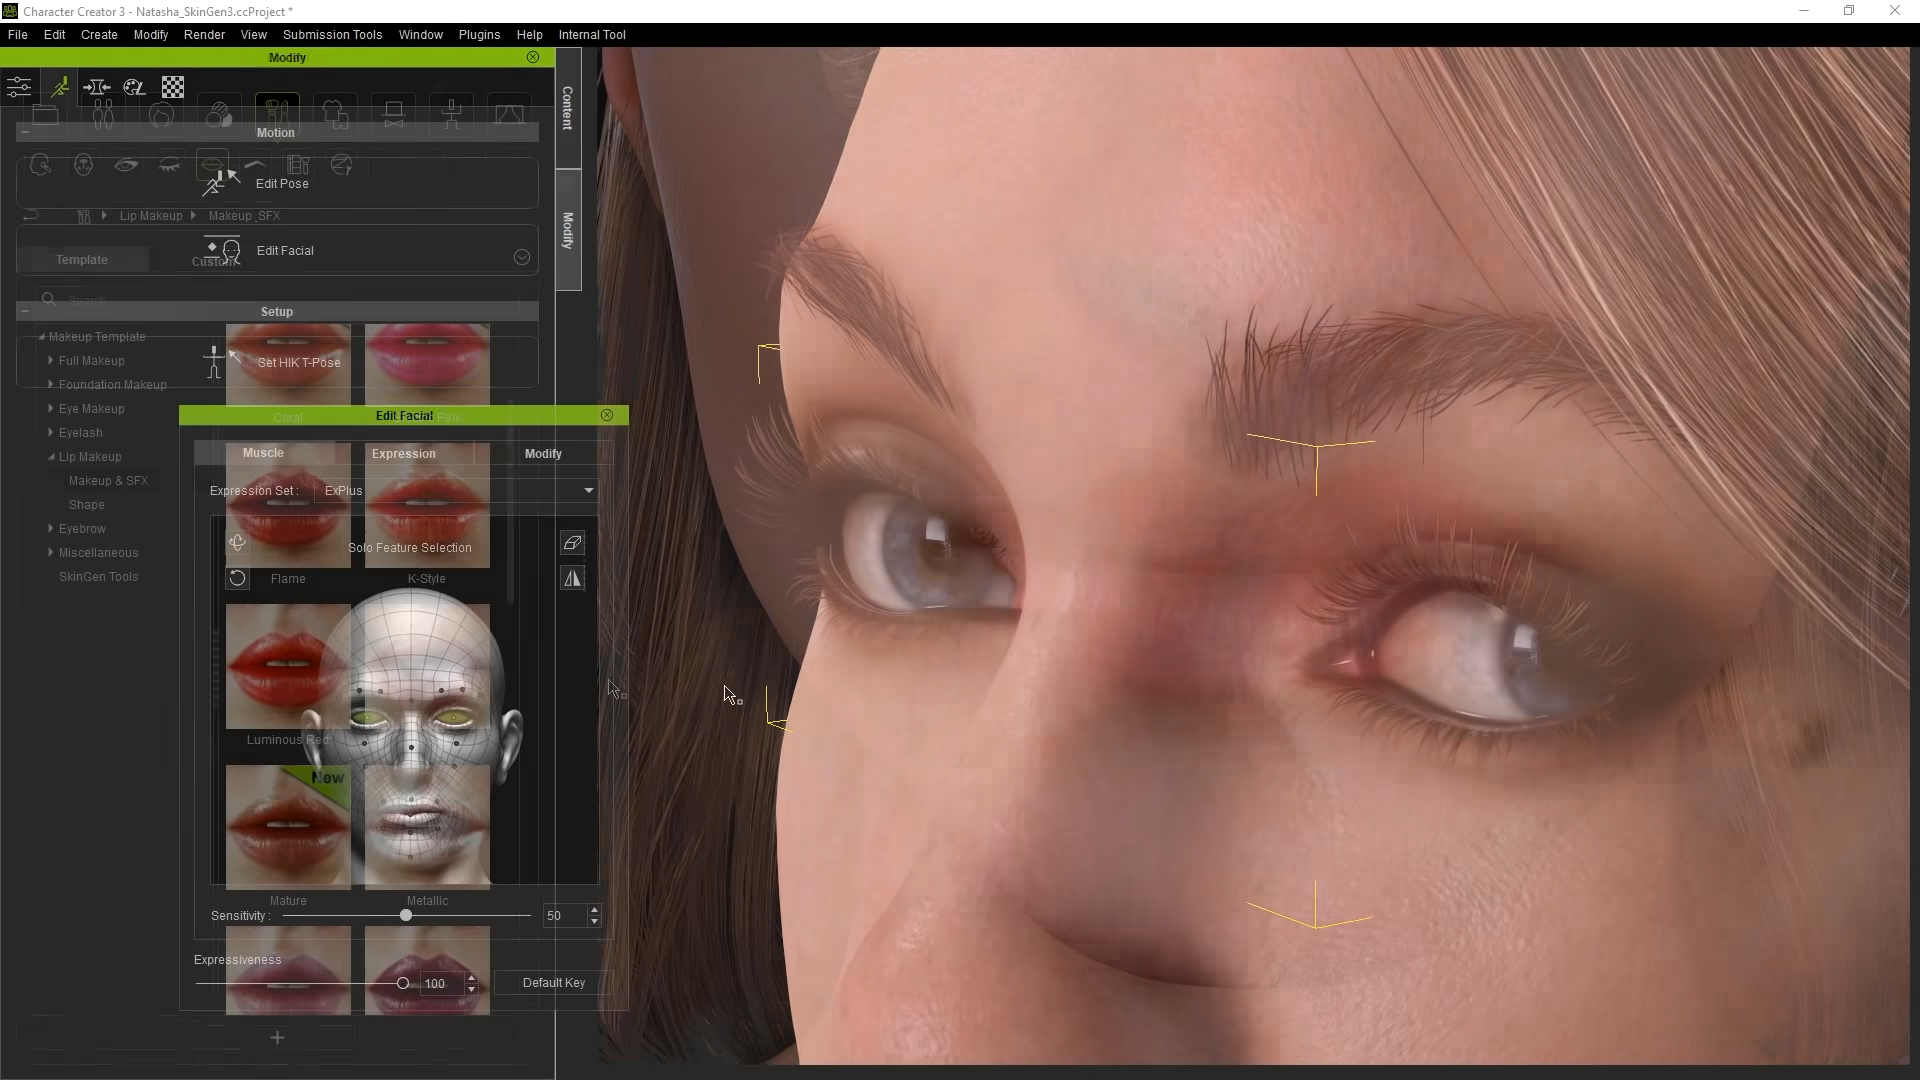 Character Creator 3 - Natasha_SkinGen3.ccProject *
File Edit Create Modify Render View Submission Tools Window Plugins Help Internal Tool
Modify
Content
Modify
Motion
Edit Pose
Lip Makeup Makeup_SFX
Edit Facial
Template Custom
Search
Setup
Set HIK T-Pose
Makeup Template
Full Makeup
Foundation Makeup
Eye Makeup
Eyelash
Lip Makeup
Makeup & SFX
Shape
Eyebrow
Miscellaneous
SkinGen Tools
Coral
Pink
Edit Facial
Muscle Expression Modify
Expression Set : ExPlus
Solo Feature Selection
Flame K-Style
Luminous Red
New
Mature Metallic
Sensitivity : 50
Expressiveness
100 Default Key